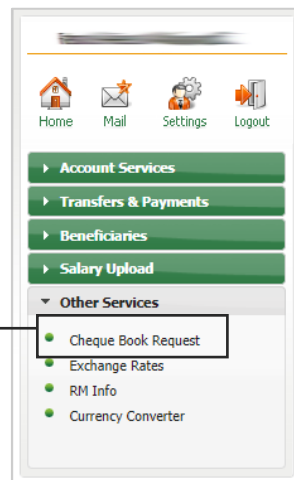 Home Mail Settings Logout
Account Services
Transfers & Payments
Beneficiaries
Salary Upload
Other Services
Cheque Book Request
Exchange Rates
RM Info
Currency Converter